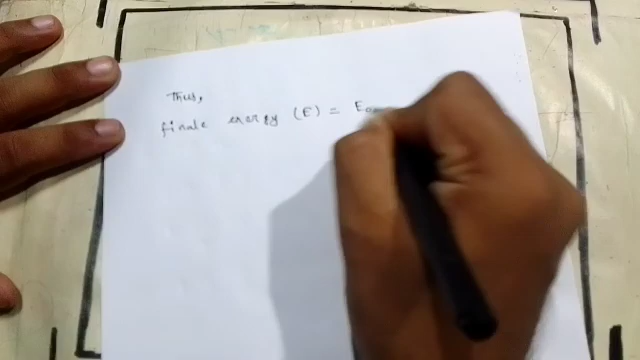 Thus,
finale energy (E) = E